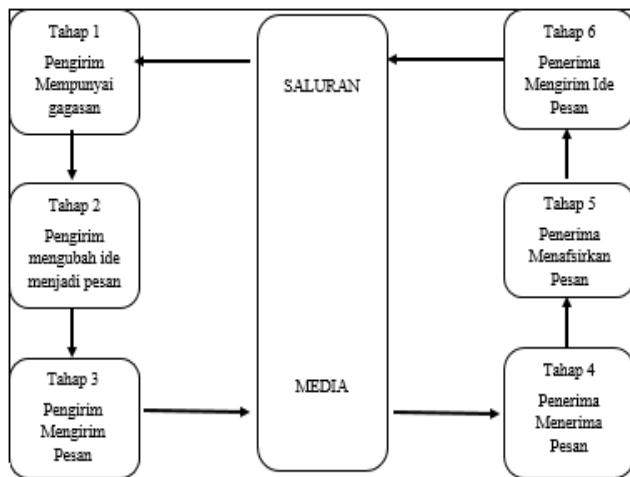 Tahap 1
Pengirim
Mempunyai
gagasan
Tahap 2
Pengirim
mengubah ide
menjadi pesan
Tahap 3
Pengirim
Mengirim
Pesan
SALURAN
MEDIA
Tahap 4
Penerima
Menerima
Pesan
Tahap 5
Penerima
Menafsirkan
Pesan
Tahap 6
Penerima
Mengirim Ide
Pesan